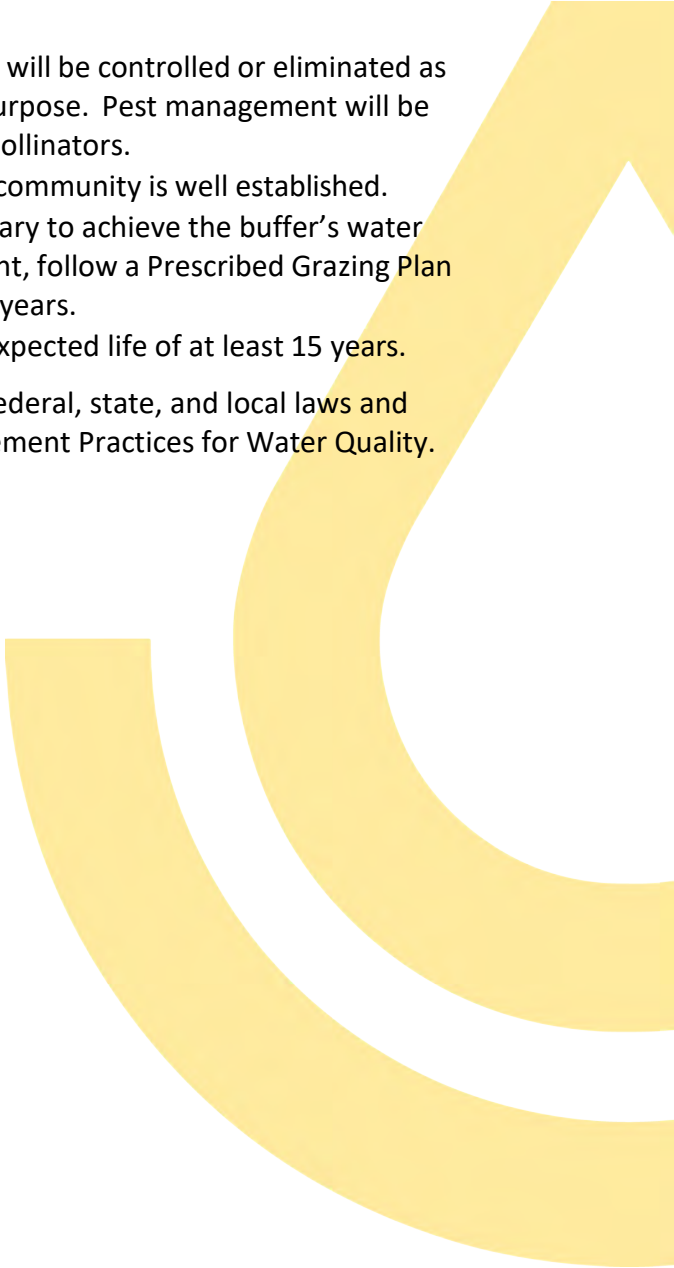 will be controlled or eliminated as
urpose. Pest management will be
ollinators.
community is well established.
ary to achieve the buffer’s water
nt, follow a Prescribed Grazing Plan
years.
xpected life of at least 15 years.
ederal, state, and local laws and
ement Practices for Water Quality.